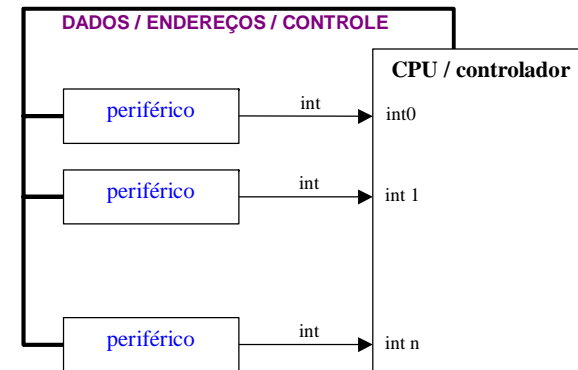 DADOS / ENDEREÇOS / CONTROLE
CPU / controlador
periférico
int
int0
periférico
int
int 1
periférico
int
int n